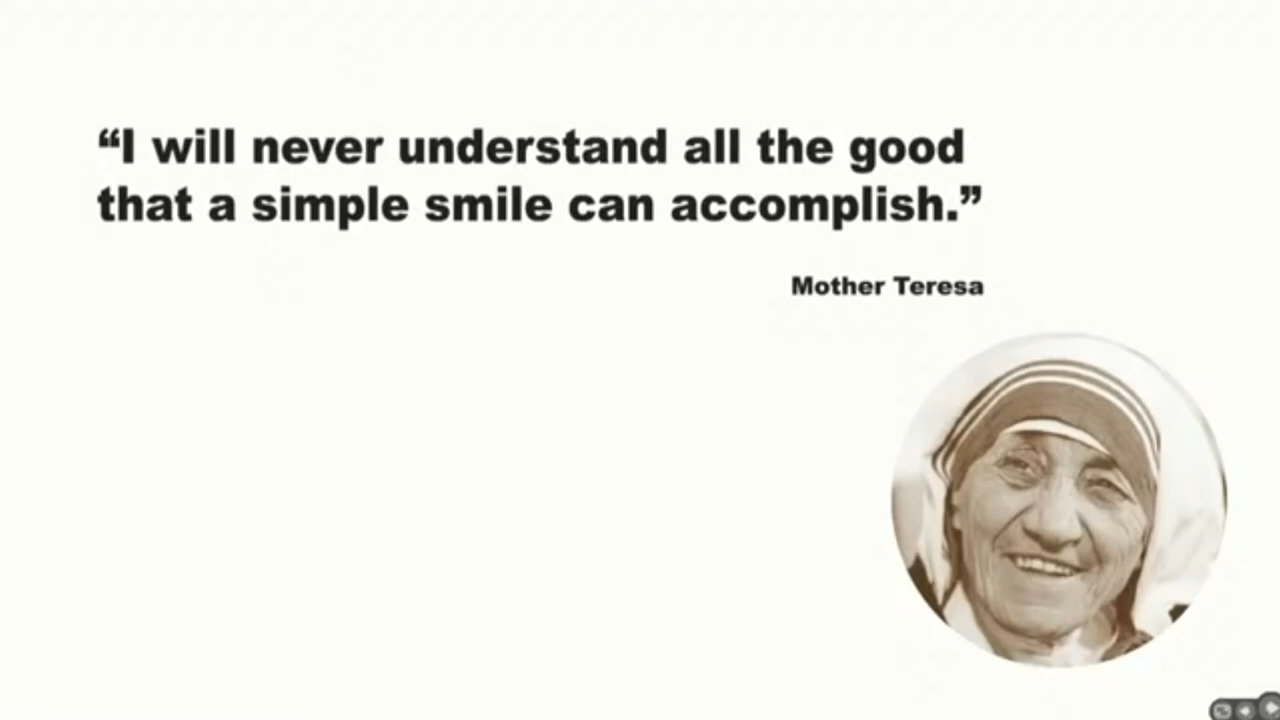 “I will never understand all the good
that a simple smile can accomplish.”
Mother Teresa